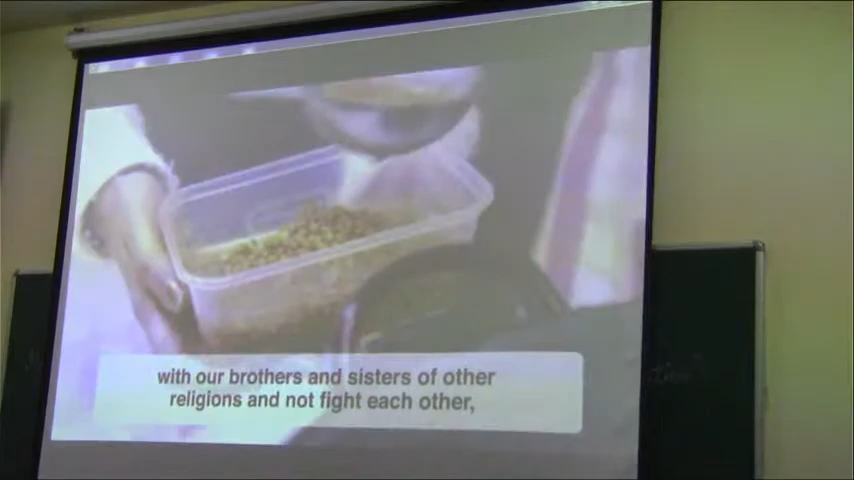 with our brothers and sisters of other
religions and not fight each other,